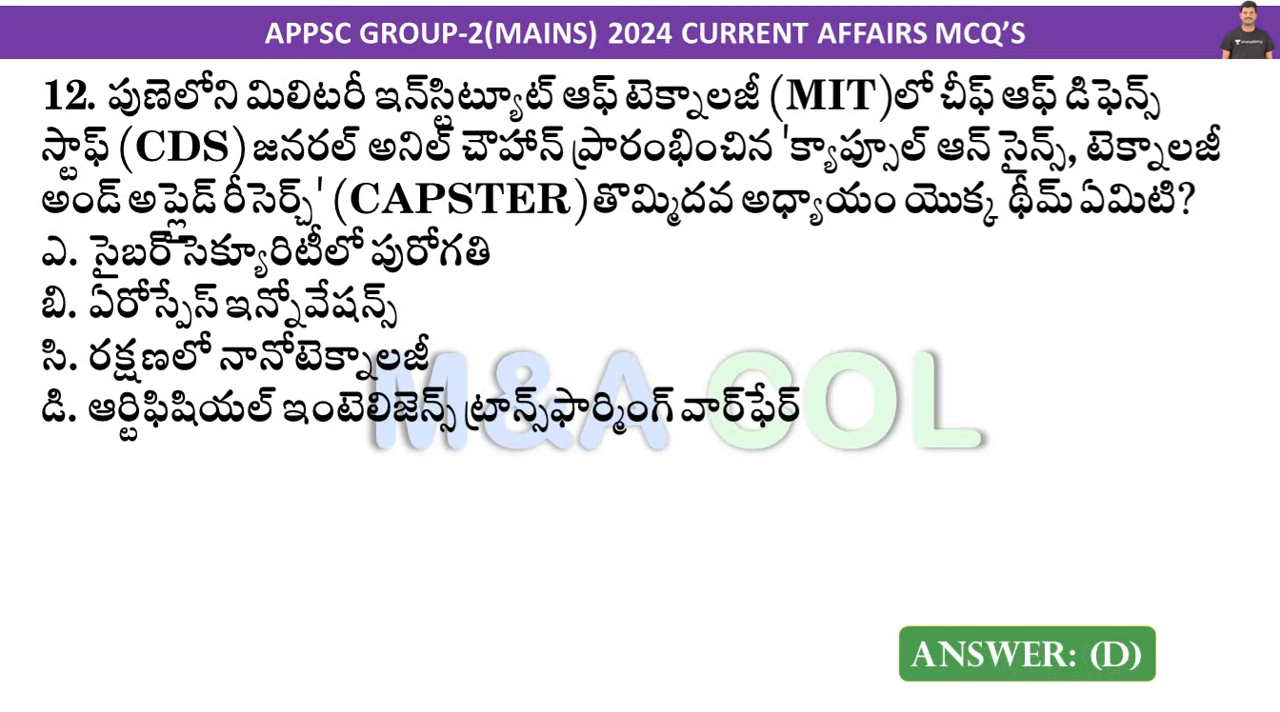 APPSC GROUP-2(MAINS) 2024 CURRENT AFFAIRS MCQ’S
12. పుణెలోని మిలిటరీ ఇన్‌స్టిట్యూట్ ఆఫ్ టెక్నాలజీ (MIT)లో చీఫ్ ఆఫ్ డిఫెన్స్
స్టాఫ్ (CDS) జనరల్ అనిల్ చౌహాన్ ప్రారంభించిన 'క్యాప్సూల్ ఆన్ సైన్స్, టెక్నాలజీ
అండ్ అప్లైడ్ రీసెర్చ్' (CAPSTER) తొమ్మిదవ అధ్యాయం యొక్క థీమ్ ఏమిటి?
ఎ. సైబర్ సెక్యూరిటీలో పురోగతి
బి. ఏరోస్పేస్ ఇన్నోవేషన్స్
సి. రక్షణలో నానోటెక్నాలజీ
డి. ఆర్టిఫిషియల్ ఇంటెలిజెన్స్ ట్రాన్స్‌ఫార్మింగ్ వార్‌ఫేర్
M&A COL
ANSWER: (D)